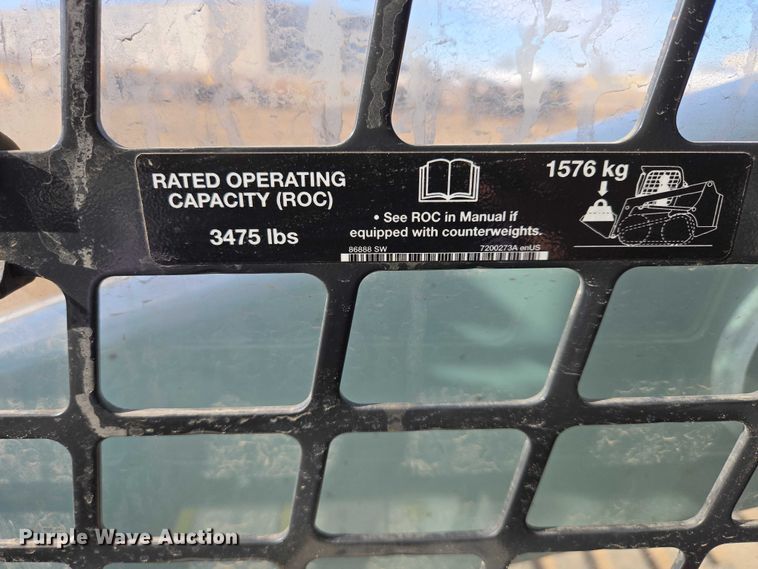 RATED OPERATING
CAPACITY (ROC)
3475 lbs
• See ROC in Manual if
equipped with counterweights.
86888 SW 7200273A enUS
1576 kg
Purple Wave Auction